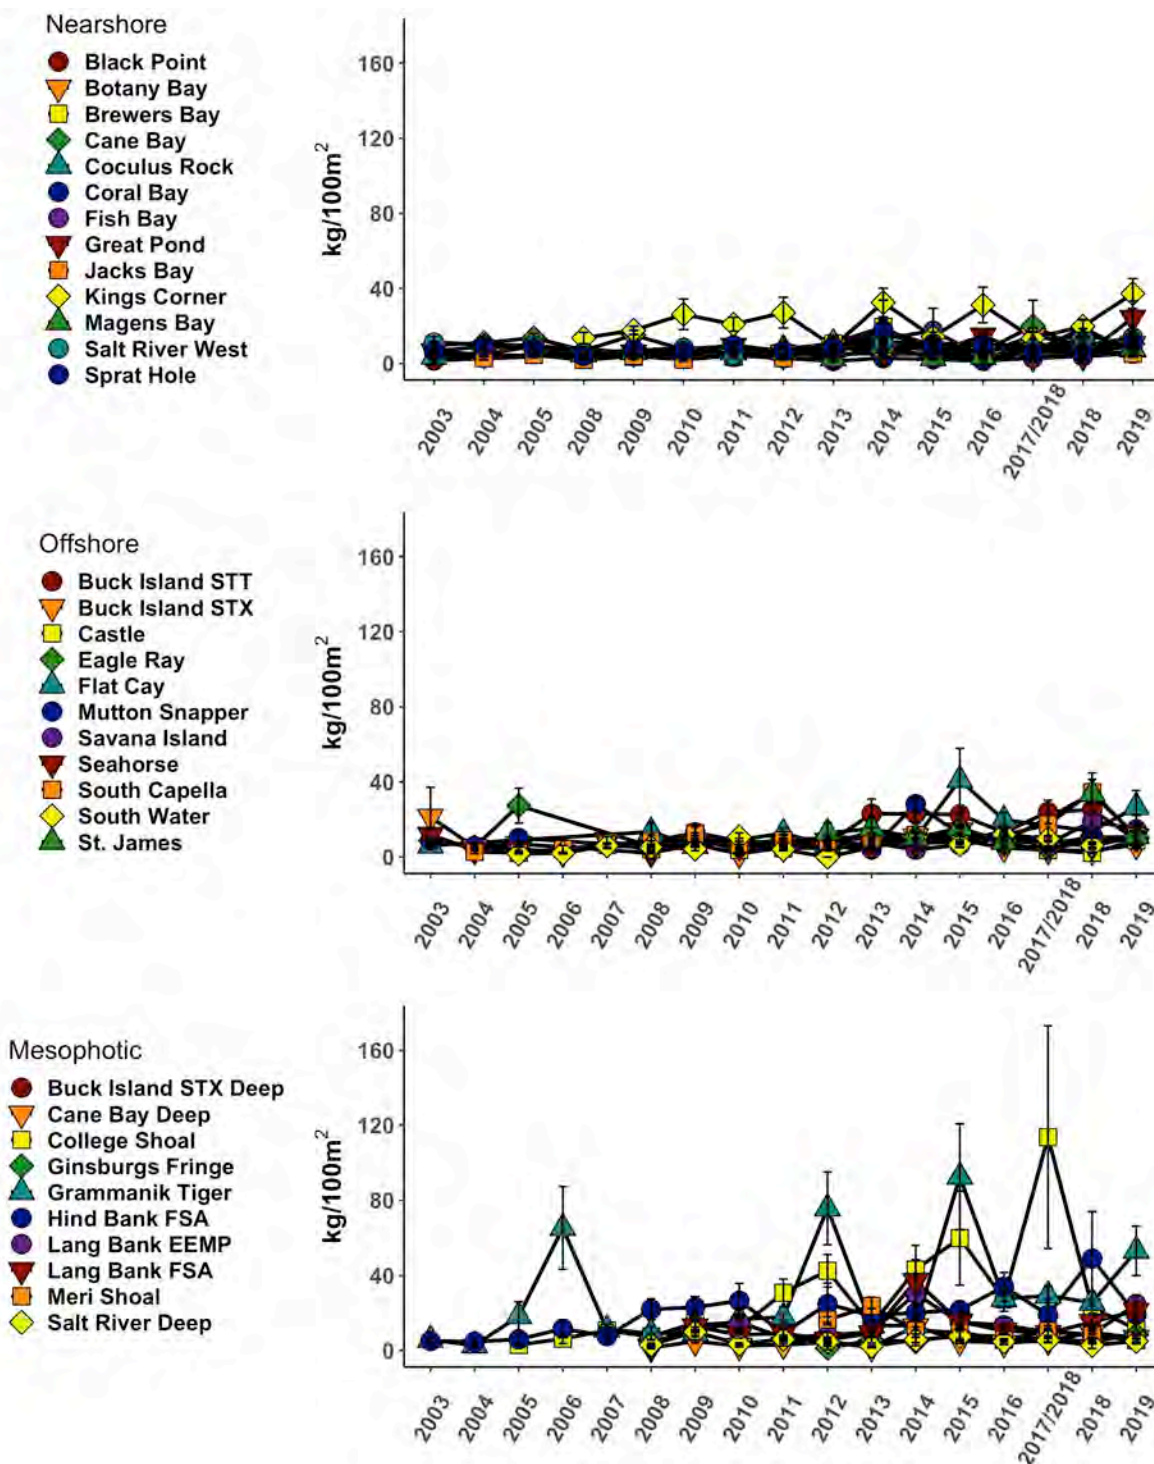 Nearshore
Black Point
Botany Bay
Brewers Bay
Cane Bay
Coculus Rock
Coral Bay
Fish Bay
Great Pond
Jacks Bay
Kings Corner
Magens Bay
Salt River West
Sprat Hole
kg/100m²
160
120
80
40
0
2003
2004
2005
2008
2009
2010
2011
2012
2013
2014
2015
2016
2017/2018
2018
2019
Offshore
Buck Island STT
Buck Island STX
Castle
Eagle Ray
Flat Cay
Mutton Snapper
Savana Island
Seahorse
South Capella
South Water
St. James
kg/100m²
160
120
80
40
0
2003
2004
2005
2006
2007
2008
2009
2010
2011
2012
2013
2014
2015
2016
2017/2018
2018
2019
Mesophotic
Buck Island STX Deep
Cane Bay Deep
College Shoal
Ginsburgs Fringe
Grammanik Tiger
Hind Bank FSA
Lang Bank EEMP
Lang Bank FSA
Meri Shoal
Salt River Deep
kg/100m²
160
120
80
40
0
2003
2004
2005
2006
2007
2008
2009
2010
2011
2012
2013
2014
2015
2016
2017/2018
2018
2019